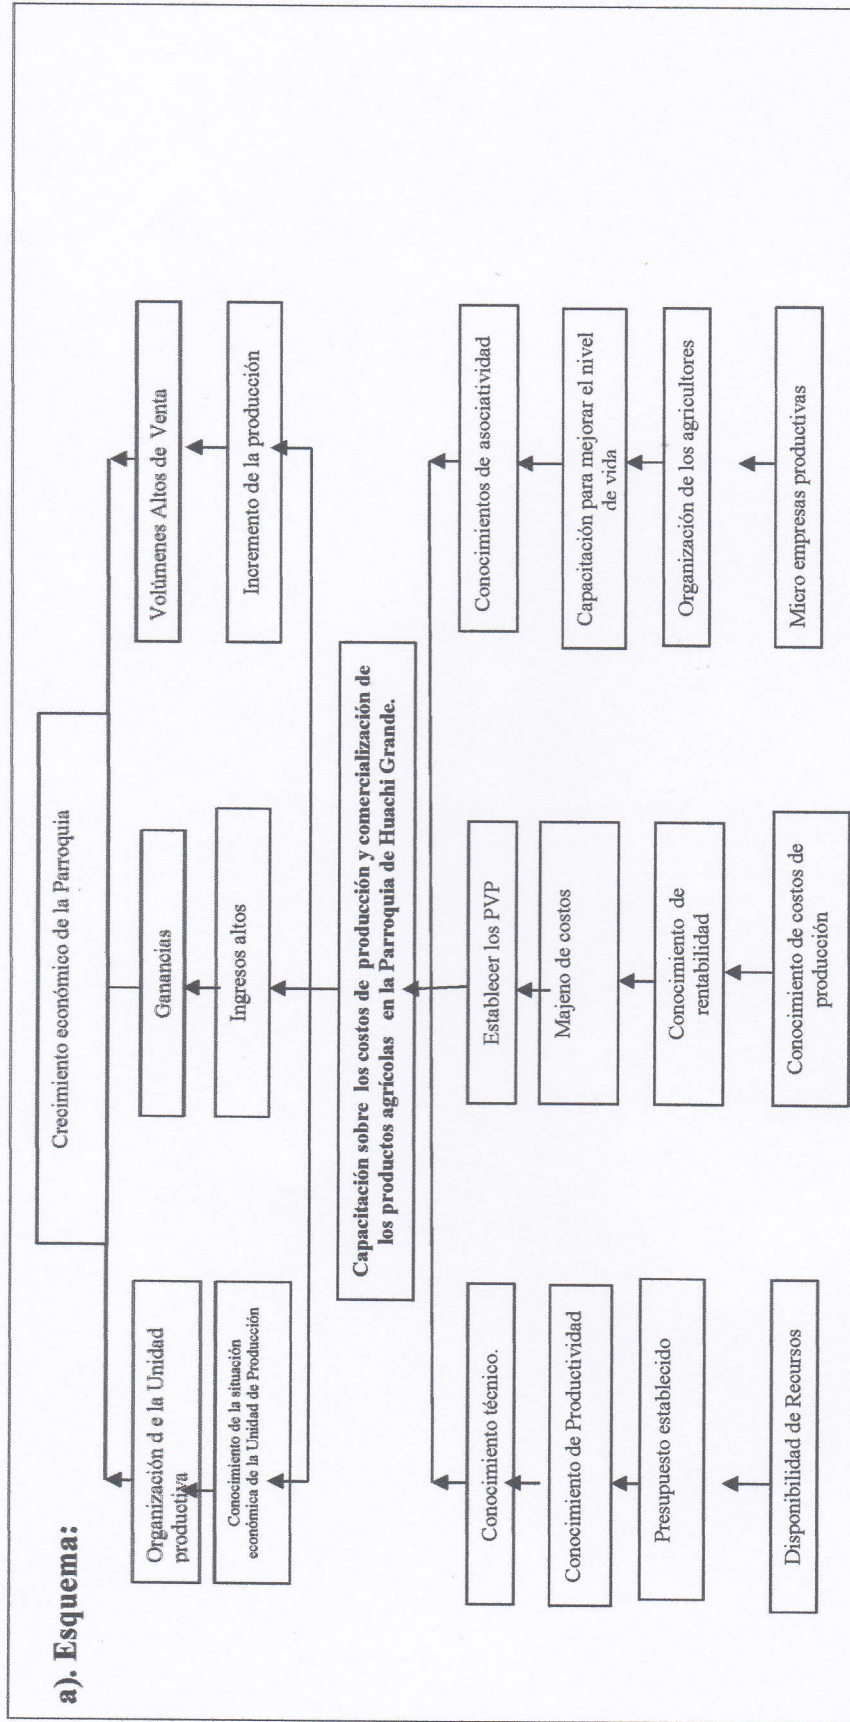 a). Esquema:
Crecimiento económico de la Parroquia
Organización d e la Unidad
productiva
Ganancias
Volúmenes Altos de Venta
Conocimiento de la situación
económica de la Unidad de Producción
Ingresos altos
Incremento de la producción
Capacitación sobre los costos de producción y comercialización de
los productos agrícolas en la Parroquia de Huachi Grande.
Conocimiento técnico.
Establecer los PVP
Conocimientos de asociatividad
Conocimiento de Productividad
Majeno de costos
Capacitación para mejorar el nivel
de vida
Presupuesto establecido
Conocimiento de
rentabilidad
Organización de los agricultores
Disponibilidad de Recursos
Conocimiento de costos de
producción
Micro empresas productivas